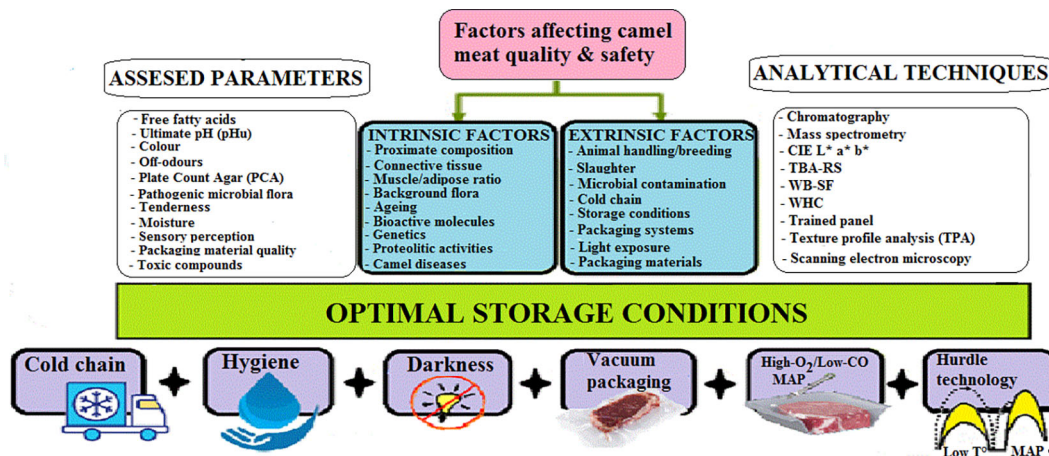 Factors affecting camel
meat quality & safety
ASSESED PARAMETERS
- Free fatty acids
- Ultimate pH (pHu)
- Colour
- Off-odours
- Plate Count Agar (PCA)
- Pathogenic microbial flora
- Tenderness
- Moisture
- Sensory perception
- Packaging material quality
- Toxic compounds
INTRINSIC FACTORS
- Proximate composition
- Connective tissue
- Muscle/adipose ratio
- Background flora
- Ageing
- Bioactive molecules
- Genetics
- Proteolitic activities
- Camel diseases
EXTRINSIC FACTORS
- Animal handling/breeding
- Slaughter
- Microbial contamination
- Cold chain
- Storage conditions
- Packaging systems
- Light exposure
- Packaging materials
ANALYTICAL TECHNIQUES
- Chromatography
- Mass spectrometry
- CIE L* a* b*
- TBA-RS
- WB-SF
- WHC
- Trained panel
- Texture profile analysis (TPA)
- Scanning electron microscopy
OPTIMAL STORAGE CONDITIONS
Cold chain
Hygiene
Darkness
Vacuum
packaging
High-O₂/Low-CO
MAP
Hurdle
technology
Low T°
MAP